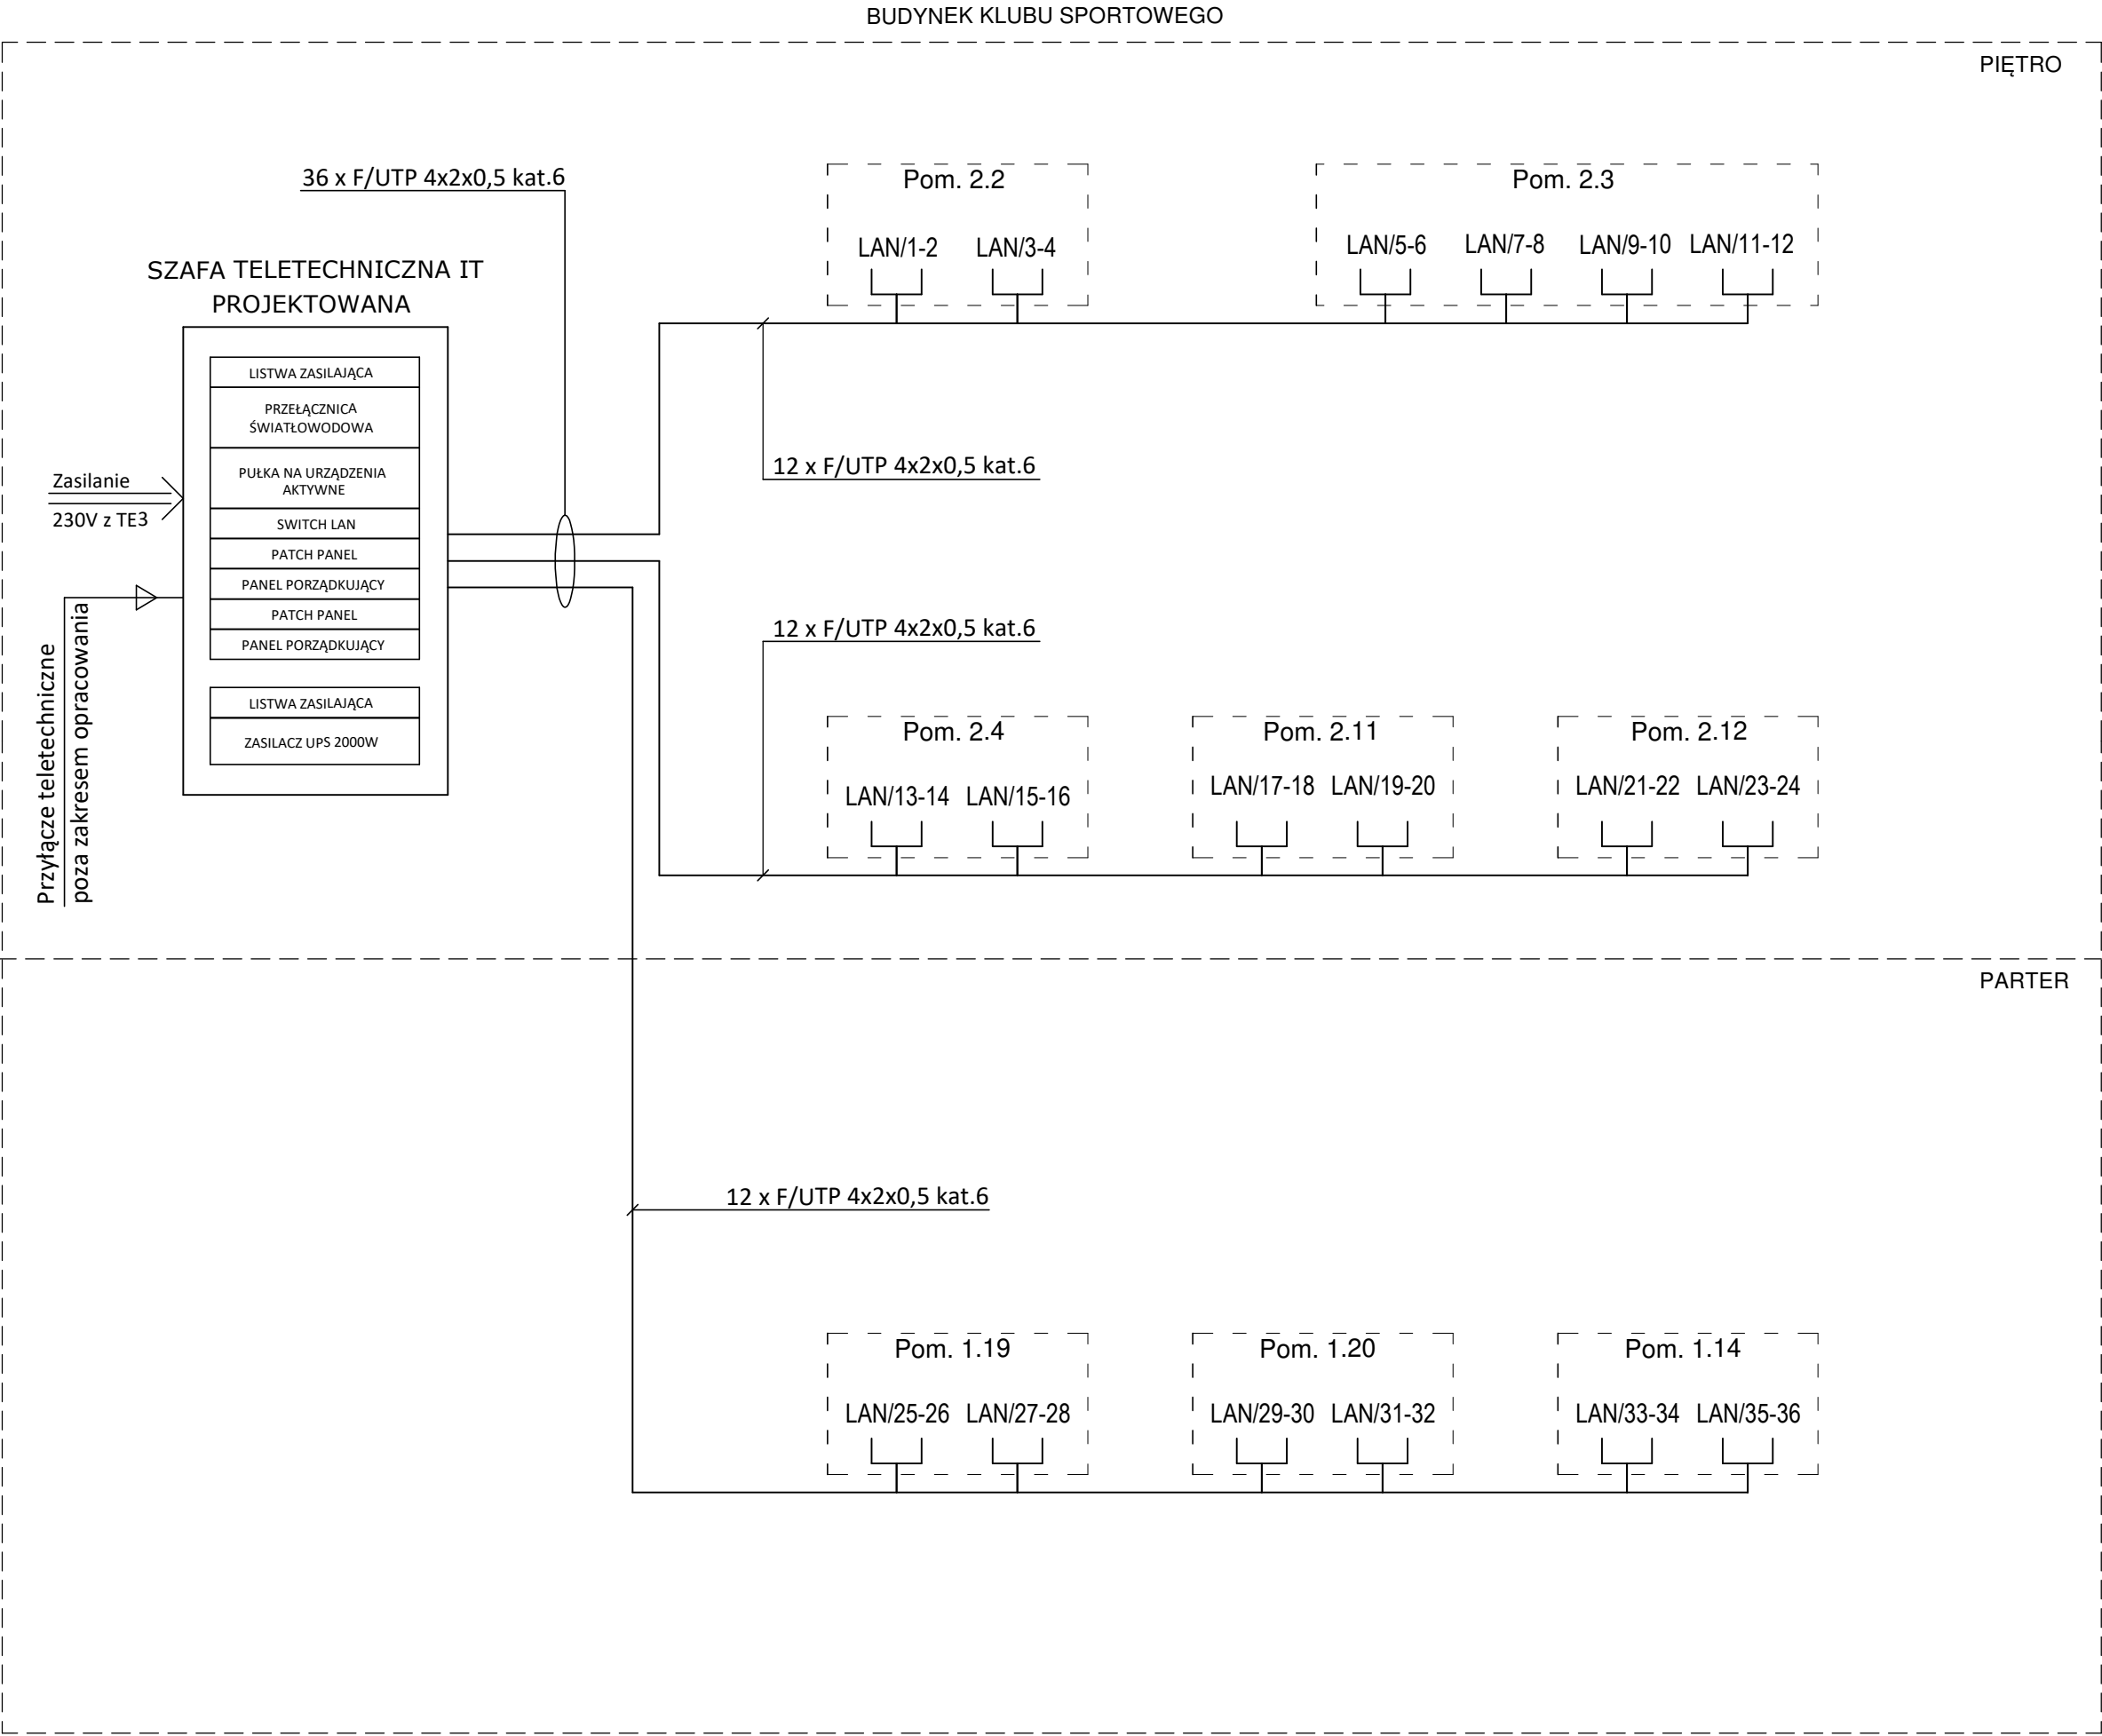 BUDYNEK KLUBU SPORTOWEGO
PIĘTRO
36 x F/UTP 4x2x0,5 kat.6
SZAFA TELETECHNICZNA IT
PROJEKTOWANA
LISTWA ZASILAJĄCA
PRZEŁĄCZNICA
ŚWIATŁOWODOWA
PUŁKA NA URZĄDZENIA
AKTYWNE
SWITCH LAN
PATCH PANEL
PANEL PORZĄDKUJĄCY
PATCH PANEL
PANEL PORZĄDKUJĄCY
LISTWA ZASILAJĄCA
ZASILACZ UPS 2000W
Zasilanie
230V z TE3
Przyłącze teletechniczne
poza zakresem opracowania
Pom. 2.2
LAN/1-2 LAN/3-4
Pom. 2.3
LAN/5-6 LAN/7-8 LAN/9-10 LAN/11-12
12 x F/UTP 4x2x0,5 kat.6
12 x F/UTP 4x2x0,5 kat.6
Pom. 2.4
LAN/13-14 LAN/15-16
Pom. 2.11
LAN/17-18 LAN/19-20
Pom. 2.12
LAN/21-22 LAN/23-24
PARTER
12 x F/UTP 4x2x0,5 kat.6
Pom. 1.19
LAN/25-26 LAN/27-28
Pom. 1.20
LAN/29-30 LAN/31-32
Pom. 1.14
LAN/33-34 LAN/35-36